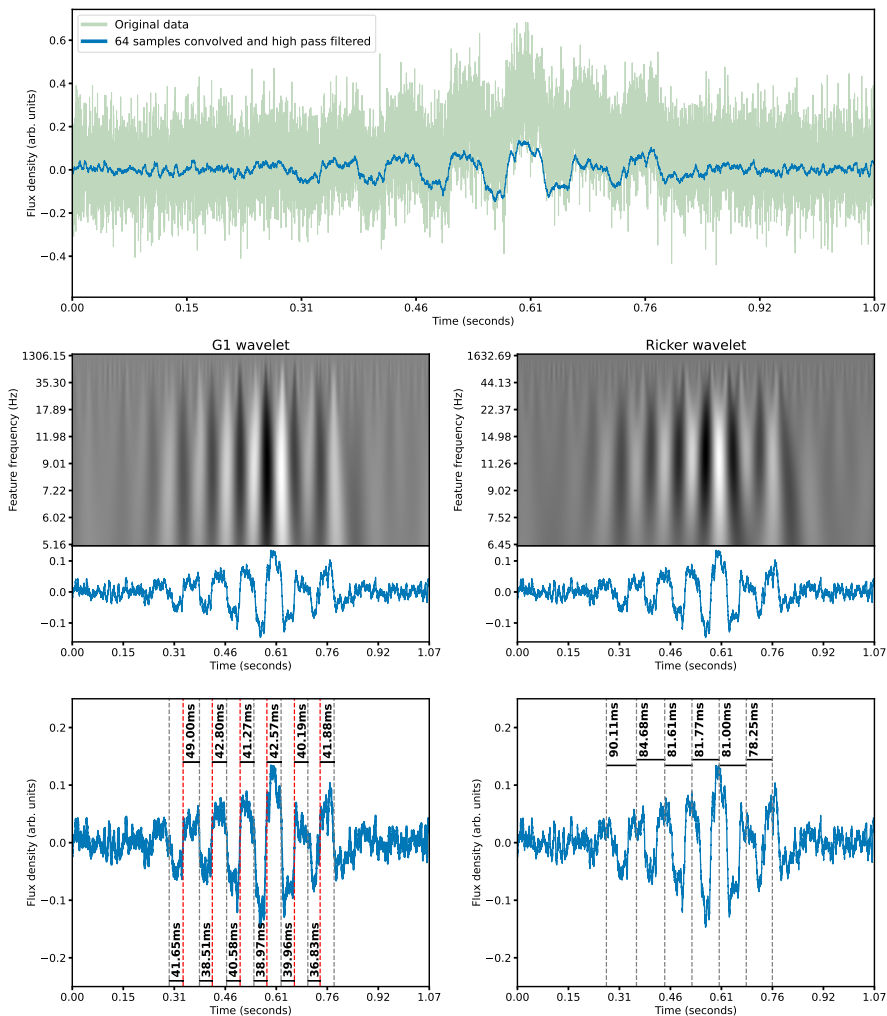 Original data
64 samples convolved and high pass filtered
Flux density (arb. units)
0.6
0.4
0.2
0.0
−0.2
−0.4
0.00 0.15 0.31 0.46 0.61 0.76 0.92 1.07
Time (seconds)
G1 wavelet
Feature frequency (Hz)
1306.15
35.30
17.89
11.98
9.01
7.22
6.02
5.16
0.1
0.0
−0.1
0.00 0.15 0.31 0.46 0.61 0.76 0.92 1.07
Time (seconds)
Ricker wavelet
Feature frequency (Hz)
1632.69
44.13
22.37
14.98
11.26
9.02
7.52
6.45
0.1
0.0
−0.1
0.00 0.15 0.31 0.46 0.61 0.76 0.92 1.07
Time (seconds)
Flux density (arb. units)
0.2
0.1
0.0
−0.1
−0.2
49.00ms
42.80ms
41.27ms
42.57ms
40.19ms
41.88ms
41.65ms
38.51ms
40.58ms
38.97ms
39.96ms
36.83ms
0.00 0.15 0.31 0.46 0.61 0.76 0.92 1.07
Time (seconds)
Flux density (arb. units)
0.2
0.1
0.0
−0.1
−0.2
90.11ms
84.68ms
81.61ms
81.77ms
81.00ms
78.25ms
0.00 0.15 0.31 0.46 0.61 0.76 0.92 1.07
Time (seconds)